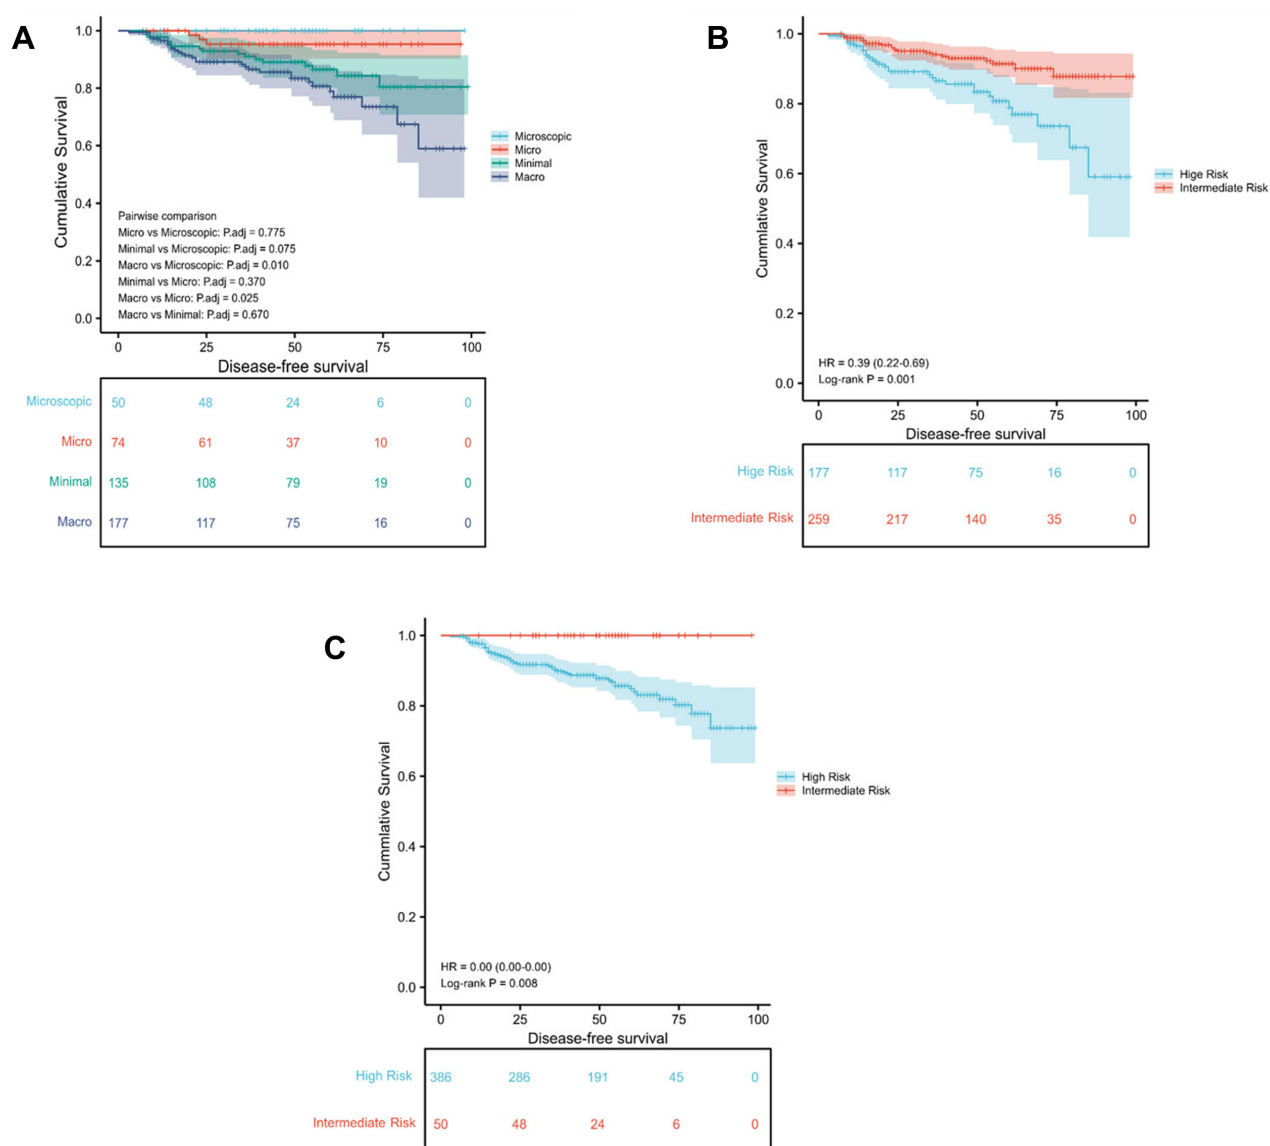 A
Cumulative Survival
1.0
0.8
0.6
0.4
0.2
0.0
Pairwise comparison
Micro vs Microscopic: P.adj = 0.775
Minimal vs Microscopic: P.adj = 0.075
Macro vs Microscopic: P.adj = 0.010
Minimal vs Micro: P.adj = 0.370
Macro vs Micro: P.adj = 0.025
Macro vs Minimal: P.adj = 0.670
0 25 50 75 100
Disease-free survival
Microscopic
Micro
Minimal
Macro
Microscopic 50 48 24 6 0
Micro 74 61 37 10 0
Minimal 135 108 79 19 0
Macro 177 117 75 16 0
B
Cummlative Survival
1.0
0.8
0.6
0.4
0.2
0.0
HR = 0.39 (0.22-0.69)
Log-rank P = 0.001
0 25 50 75 100
Disease-free survival
Hige Risk
Intermediate Risk
Hige Risk 177 117 75 16 0
Intermediate Risk 259 217 140 35 0
C
Cummlative Survival
1.0
0.8
0.6
0.4
0.2
0.0
HR = 0.00 (0.00-0.00)
Log-rank P = 0.008
0 25 50 75 100
Disease-free survival
High Risk
Intermediate Risk
High Risk 386 286 191 45 0
Intermediate Risk 50 48 24 6 0